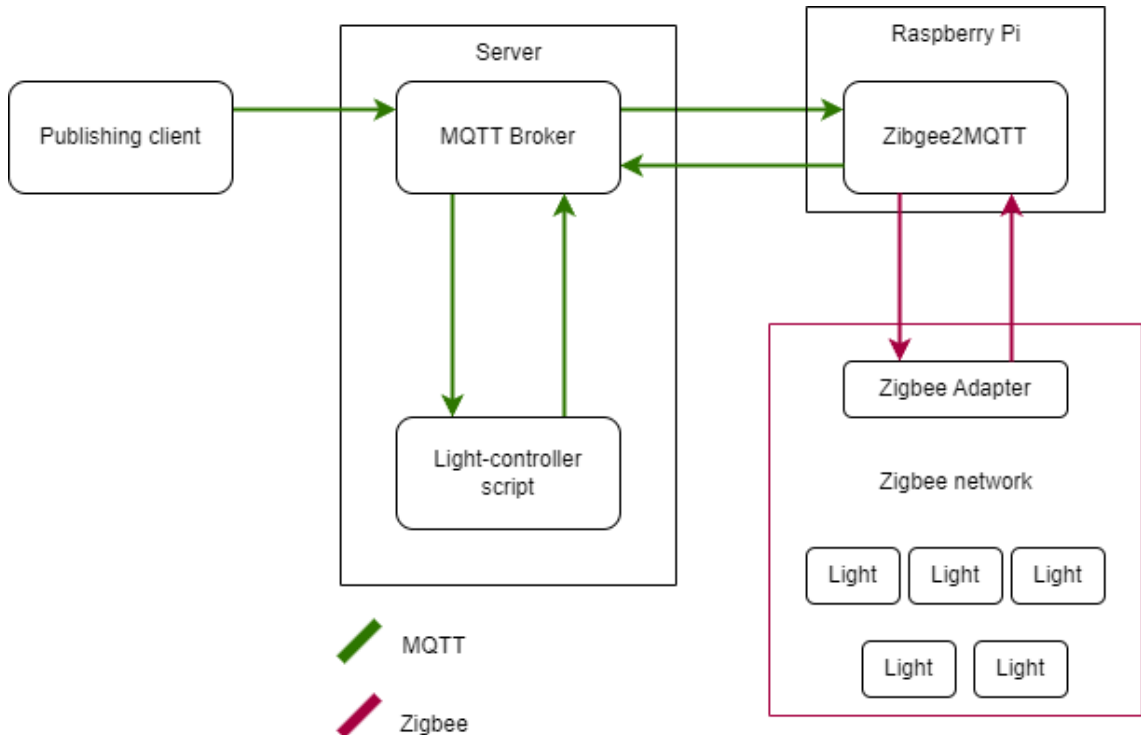 Server
Raspberry Pi
Publishing client
MQTT Broker
Zibgee2MQTT
Zigbee Adapter
Light-controller
script
Zigbee network
Light
Light
Light
MQTT
Light
Light
Zigbee